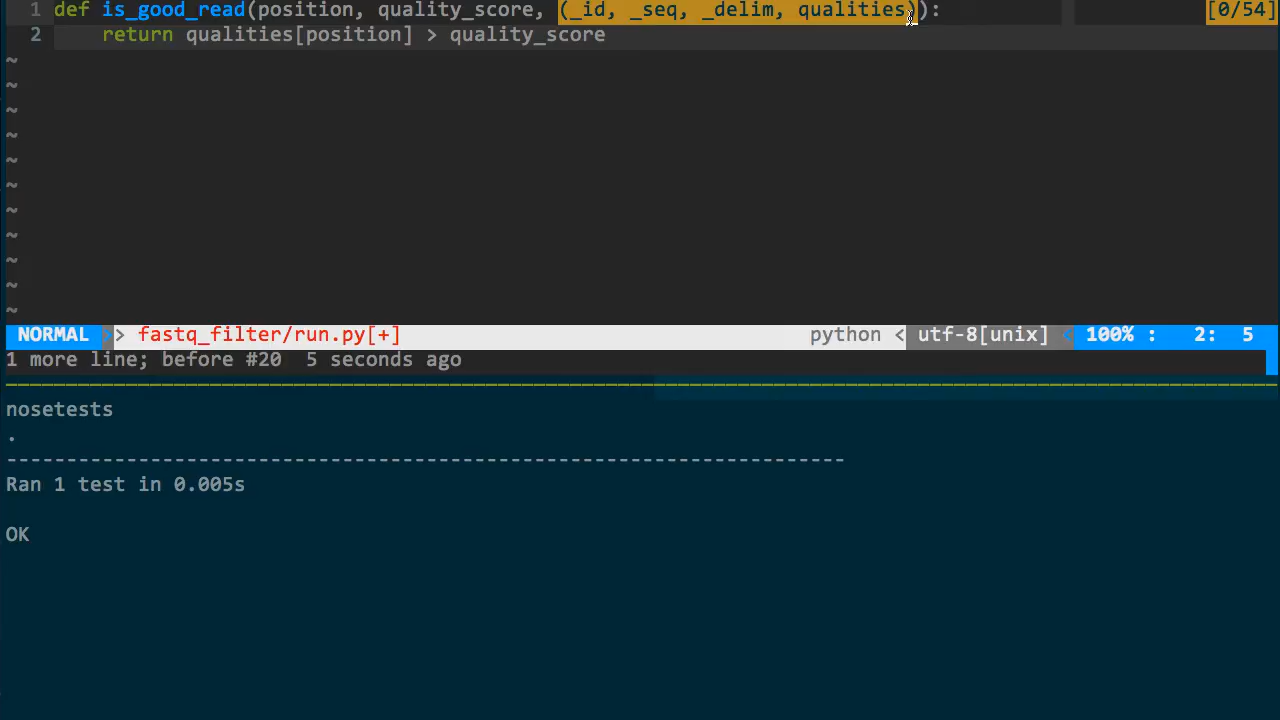 1 def is_good_read(position, quality_score, (_id, _seq, _delim, qualities)): [0/54]
2     return qualities[position] > quality_score
~
~
~
~
~
~
~
~
~
~
~
NORMAL > fastq_filter/run.py[+] python < utf-8[unix] < 100% : 2: 5
1 more line; before #20  5 seconds ago
nosetests
.
----------------------------------------------------------------------
Ran 1 test in 0.005s
OK